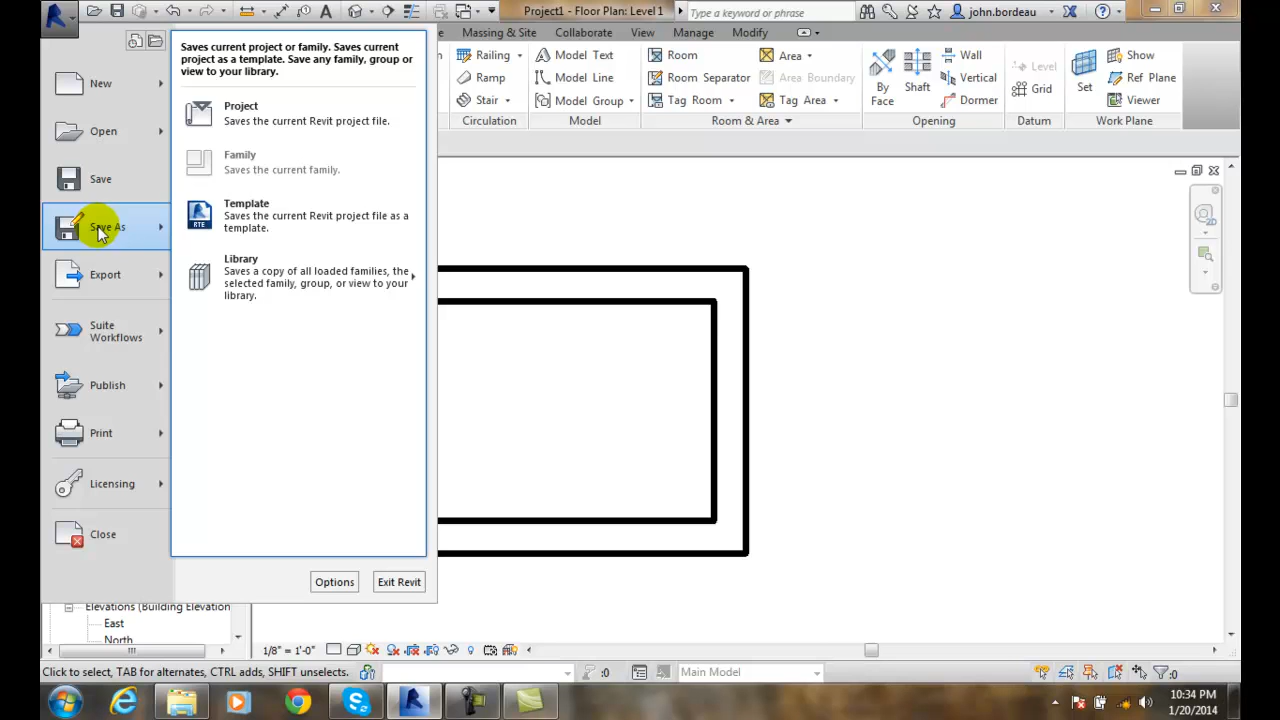 Project1 - Floor Plan: Level 1
Type a keyword or phrase
john.bordeau
Massing & Site
Collaborate
View
Manage
Modify
Saves current project or family. Saves current
project as a template. Save any family, group or
view to your library.
New
Open
Save
Save As
Export
Suite
Workflows
Publish
Print
Licensing
Close
Project
Saves the current Revit project file.
Family
Saves the current family.
RTE
Template
Saves the current Revit project file as a
template.
Library
Saves a copy of all loaded families, the
selected family, group, or view to your
library.
Options
Exit Revit
Railing
Ramp
Stair
Circulation
Model Text
Model Line
Model Group
Model
Room
Room Separator
Tag Room
Area
Area Boundary
Tag Area
Room & Area
By
Face
Shaft
Wall
Vertical
Dormer
Opening
Level
Grid
Datum
Set
Show
Ref Plane
Viewer
Work Plane
2D
Elevations (Building Elevation
East
North
1/8" = 1'-0"
Click to select, TAB for alternates, CTRL adds, SHIFT unselects.
:0
Main Model
:0
10:34 PM
1/20/2014